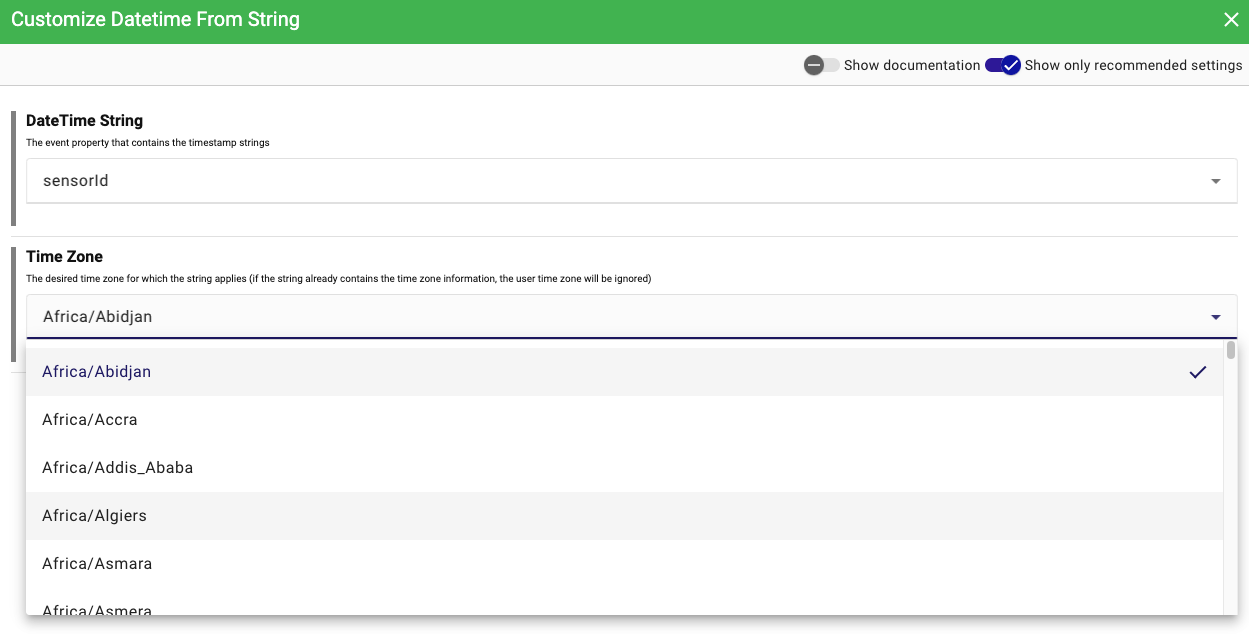 Customize Datetime From String
Show documentation
Show only recommended settings
DateTime String
The event property that contains the timestamp strings
sensorId
Time Zone
The desired time zone for which the string applies (if the string already contains the time zone information, the user time zone will be ignored)
Africa/Abidjan
Africa/Abidjan
Africa/Accra
Africa/Addis_Ababa
Africa/Algiers
Africa/Asmara
Africa/Asmera